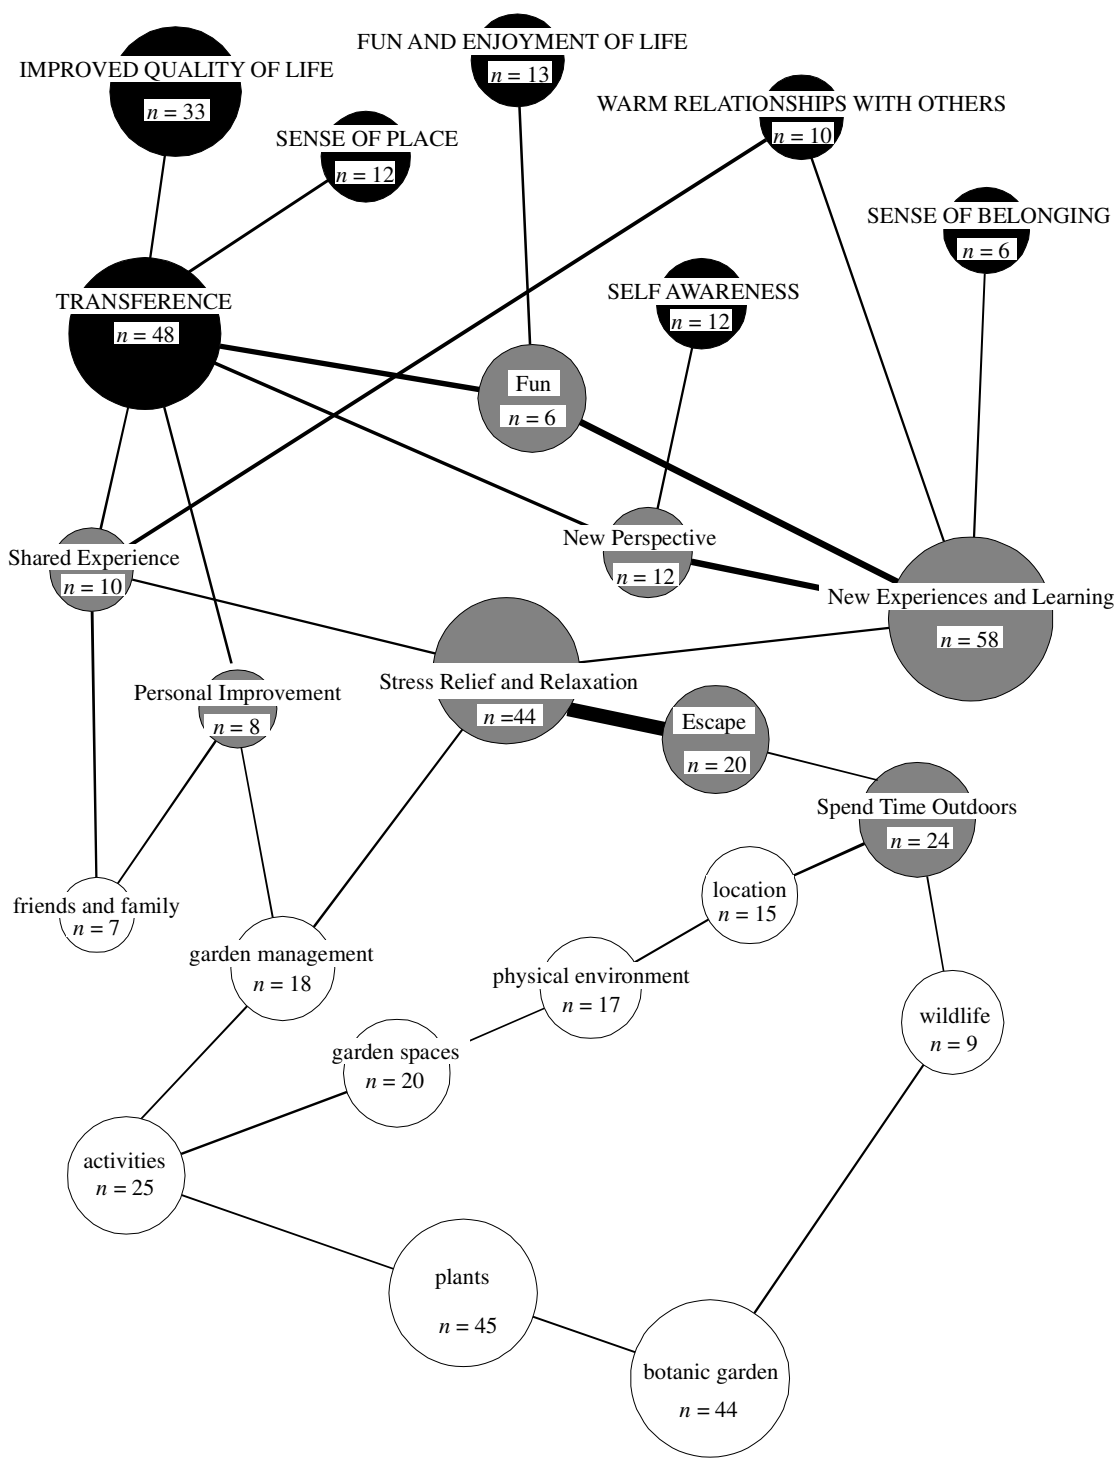 FUN AND ENJOYMENT OF LIFE
n = 13
IMPROVED QUALITY OF LIFE
n = 33
WARM RELATIONSHIPS WITH OTHERS
n = 10
SENSE OF PLACE
n = 12
SENSE OF BELONGING
n = 6
SELF AWARENESS
n = 12
TRANSFERENCE
n = 48
Fun
n = 6
New Perspective
n = 12
Shared Experience
n = 10
New Experiences and Learning
n = 58
Stress Relief and Relaxation
n =44
Personal Improvement
n = 8
Escape
n = 20
Spend Time Outdoors
n = 24
location
n = 15
friends and family
n = 7
garden management
n = 18
physical environment
n = 17
wildlife
n = 9
garden spaces
n = 20
activities
n = 25
plants
n = 45
botanic garden
n = 44